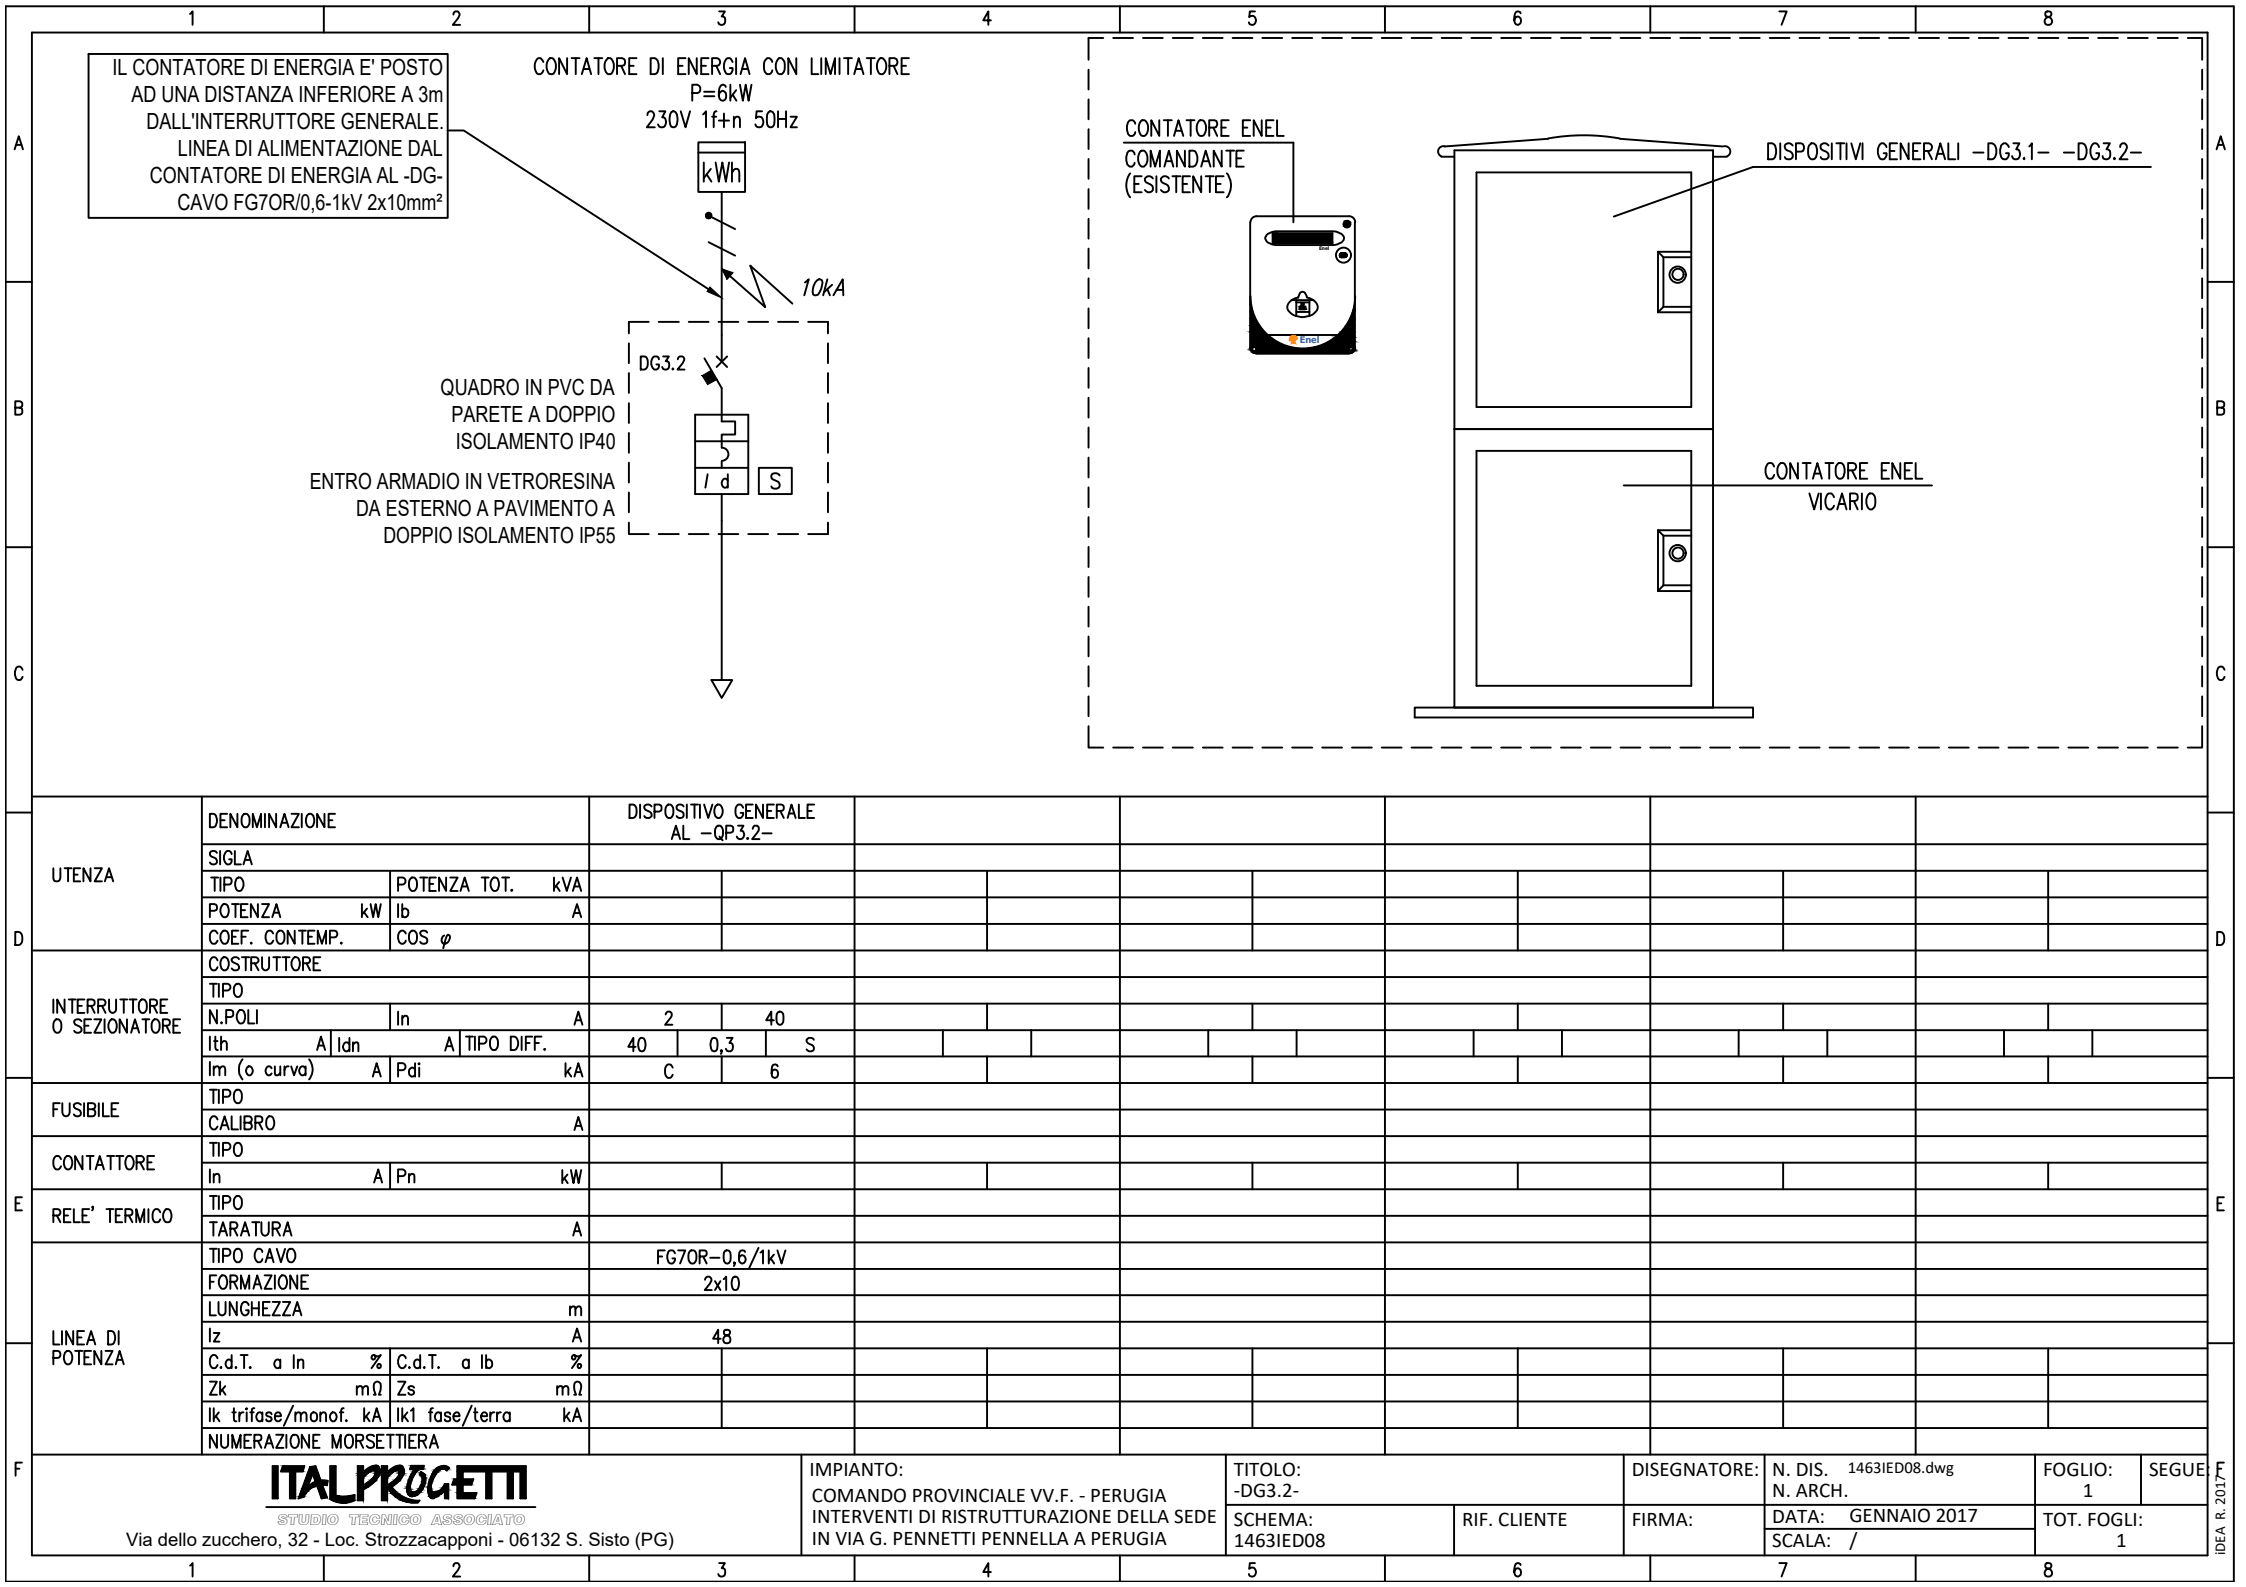 1 2 3 4 5 6 7 8
A
B
C
D
E
F
A
B
C
D
E
F
IL CONTATORE DI ENERGIA E' POSTO
AD UNA DISTANZA INFERIORE A 3m
DALL'INTERRUTTORE GENERALE.
LINEA DI ALIMENTAZIONE DAL
CONTATORE DI ENERGIA AL -DG-
CAVO FG7OR/0,6-1kV 2x10mm²
CONTATORE DI ENERGIA CON LIMITATORE
P=6kW
230V 1f+n 50Hz
kWh
10kA
DG3.2
QUADRO IN PVC DA
PARETE A DOPPIO
ISOLAMENTO IP40
ENTRO ARMADIO IN VETRORESINA
DA ESTERNO A PAVIMENTO A
DOPPIO ISOLAMENTO IP55
I d
S
CONTATORE ENEL
COMANDANTE
(ESISTENTE)
Enel
Enel
DISPOSITIVI GENERALI -DG3.1- -DG3.2-
CONTATORE ENEL
VICARIO
UTENZA
DENOMINAZIONE
DISPOSITIVO GENERALE
AL -QP3.2-
SIGLA
TIPO POTENZA TOT. kVA
POTENZA kW Ib A
COEF. CONTEMP. COS φ
INTERRUTTORE
O SEZIONATORE
COSTRUTTORE
TIPO
N.POLI In A 2 40
Ith A Idn A TIPO DIFF. 40 0,3 S
Im (o curva) A Pdi kA C 6
FUSIBILE
TIPO
CALIBRO A
CONTATTORE
TIPO
In A Pn kW
RELE' TERMICO
TIPO
TARATURA A
LINEA DI
POTENZA
TIPO CAVO FG7OR-0,6/1kV
FORMAZIONE 2x10
LUNGHEZZA m
Iz A 48
C.d.T. a In % C.d.T. a Ib %
Zk mΩ Zs mΩ
Ik trifase/monof. kA Ik1 fase/terra kA
NUMERAZIONE MORSETTIERA
ITALPROGETTI
STUDIO TECNICO ASSOCIATO
Via dello zucchero, 32 - Loc. Strozzacapponi - 06132 S. Sisto (PG)
IMPIANTO:
COMANDO PROVINCIALE VV.F. - PERUGIA
INTERVENTI DI RISTRUTTURAZIONE DELLA SEDE
IN VIA G. PENNETTI PENNELLA A PERUGIA
TITOLO:
-DG3.2-
SCHEMA:
1463IED08
RIF. CLIENTE
DISEGNATORE:
FIRMA:
N. DIS. 1463IED08.dwg
N. ARCH.
DATA: GENNAIO 2017
SCALA: /
FOGLIO:
1
SEGUE:
TOT. FOGLI:
1
iDEA R. 2017
1 2 3 4 5 6 7 8